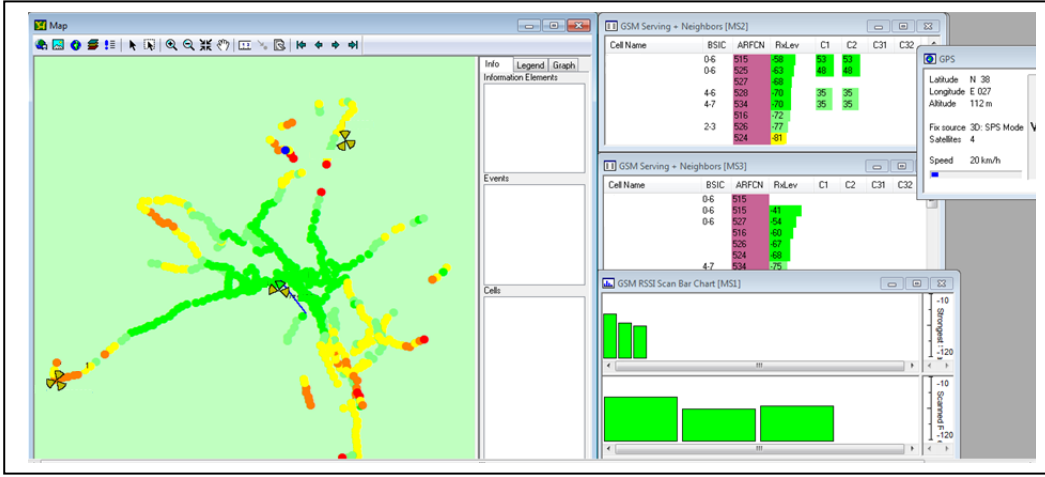 Map
Info Legend Graph
Information Elements
Events
Cells
1
GSM Serving + Neighbors [MS2]
Cell Name BSIC ARFCN RxLev C1 C2 C31 C32
0-6 515 -58 53 53
0-6 525 -63 48 48
527 -68
4-6 528 -70 35 35
4-7 534 -70 35 35
516 -72
2-3 526 -77
524 -81
GPS
Latitude N 38
Longitude E 027
Altitude 112 m
Fix source 3D: SPS Mode
Satellites 4
Speed 20 km/h
GSM Serving + Neighbors [MS3]
Cell Name BSIC ARFCN RxLev C1 C2 C31 C32
0-6 515
0-6 515 -41
0-6 527 -54
516 -60
526 -67
524 -68
4-7 534 -75
GSM RSSI Scan Bar Chart [MS1]
-10
Strongest
-120
-10
Scanned
-120